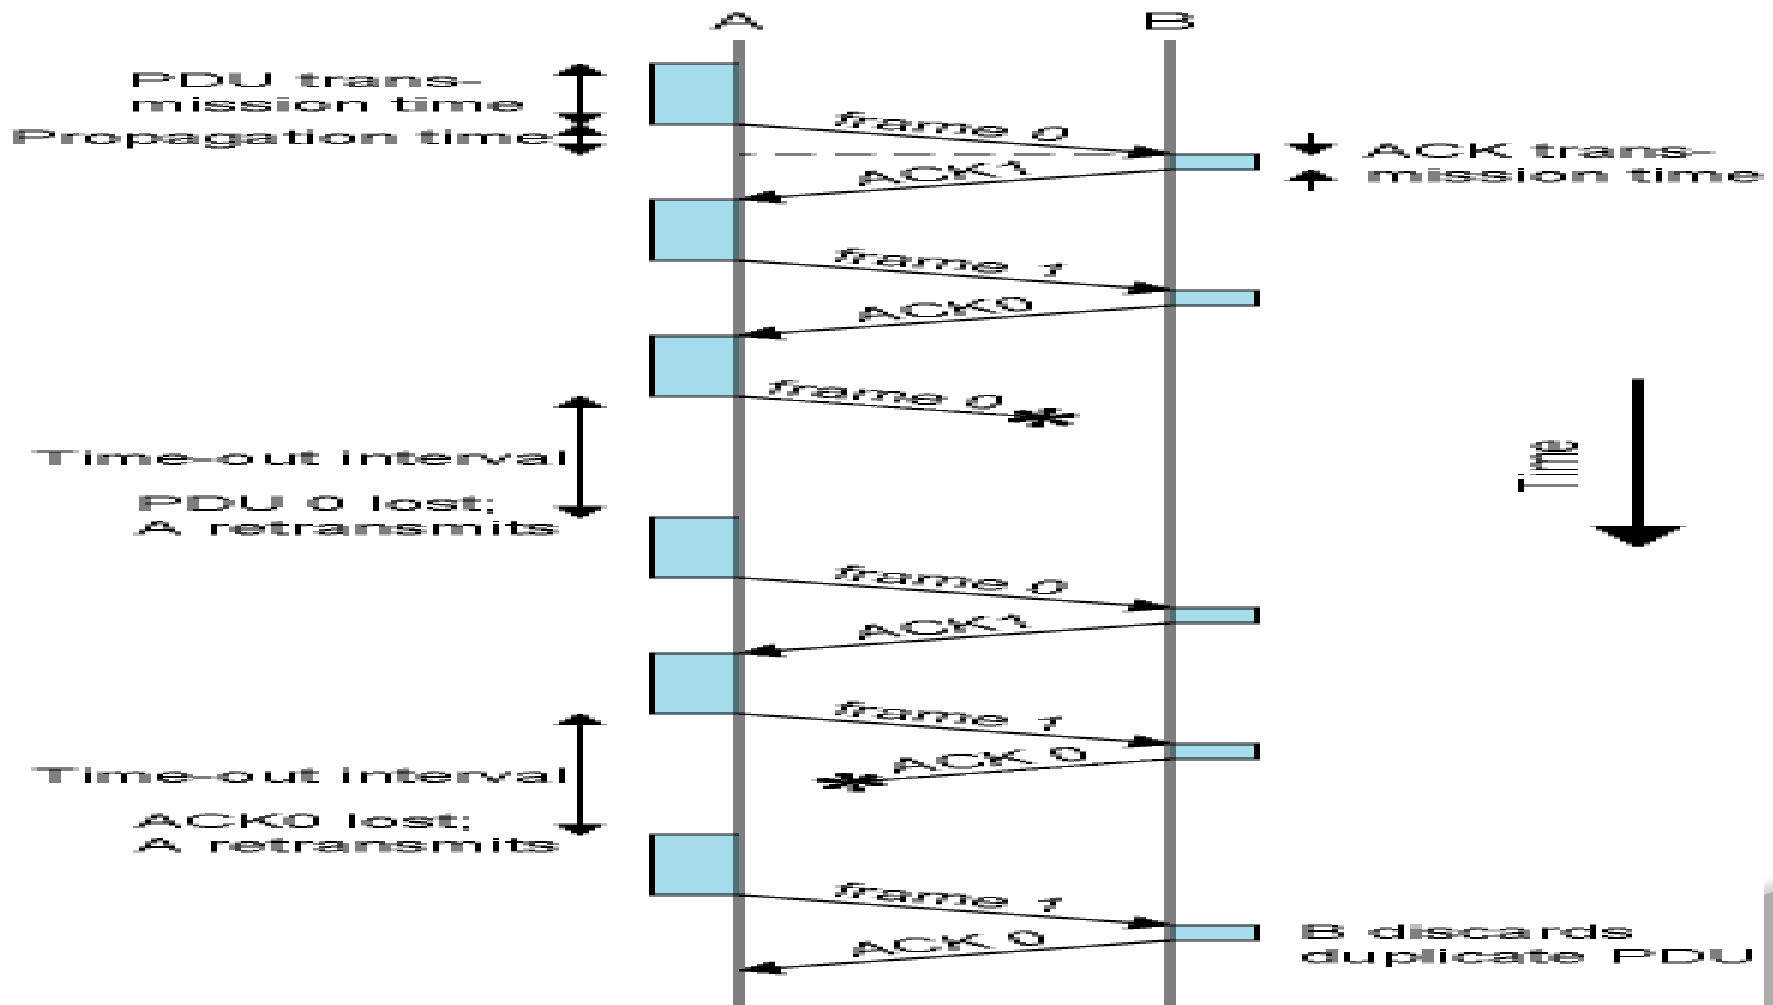 A
B
PDU trans-
mission time
Propagation time
frame 0
ACK1
ACK trans-
mission time
frame 1
ACK0
frame 0
Time-out interval
PDU 0 lost;
A retransmits
Time
frame 0
ACK1
frame 1
ACK 0
Time-out interval
ACK0 lost;
A retransmits
frame 1
ACK 0
B discards
duplicate PDU